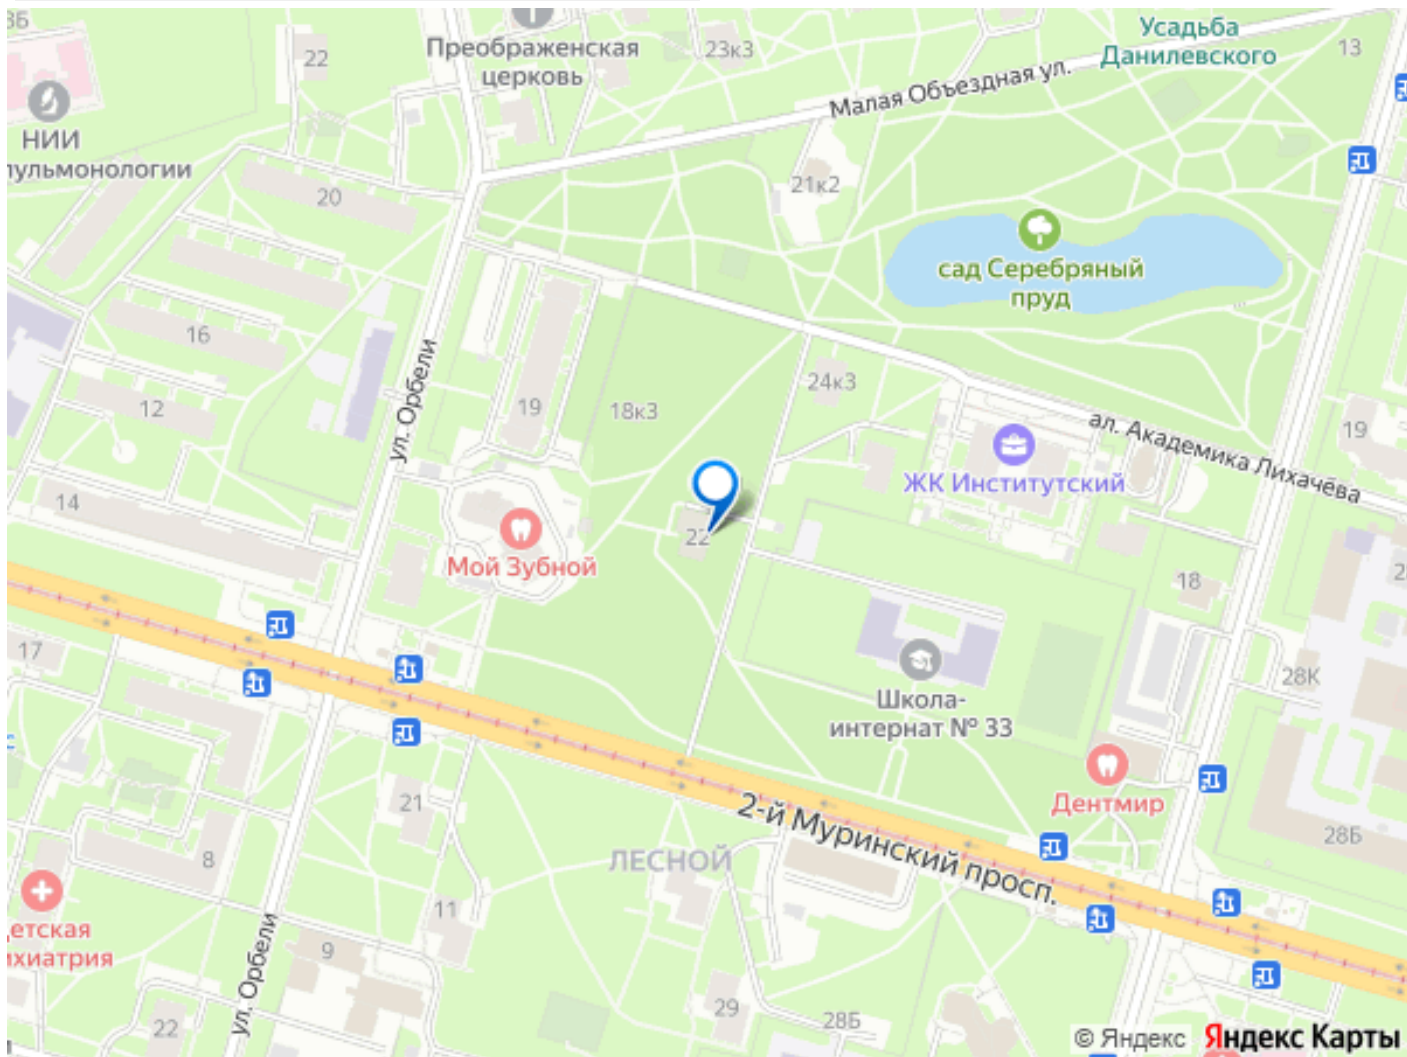 Усадьба
Данилевского
13
36
22
Преображенская
церковь
23к3
Малая Объездная ул.
НИИ
пульмонологии
21к2
20
сад Серебряный
пруд
16
ул. Орбели
24к3
12
19
18к3
ал. Академика Лихачёва
19
ЖК Институтский
14
22
Мой Зубной
18
17
28К
Школа-
интернат № 33
Дентмир
21
2-й Муринский просп.
28Б
8
ЛЕСНОЙ
11
ул. Орбели
9
22
29
28Б
© Яндекс Яндекс Карты